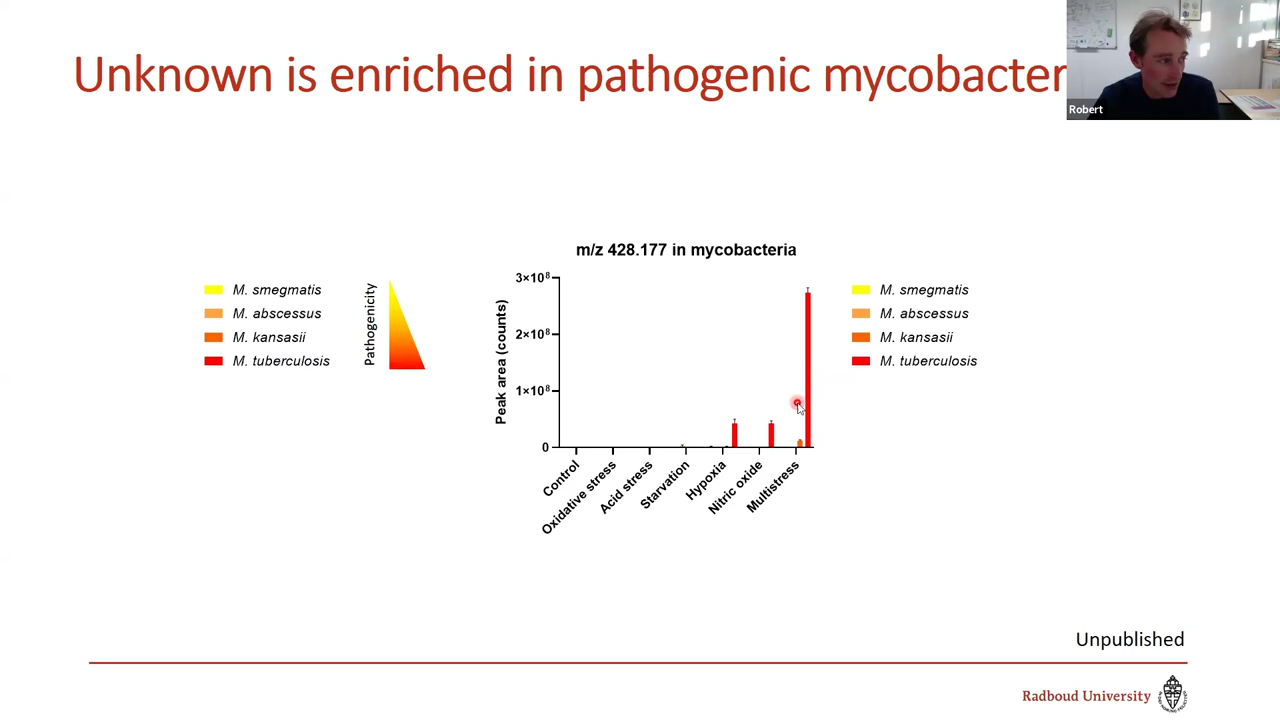 Unknown is enriched in pathogenic mycobacter
Robert
M. smegmatis
M. abscessus
M. kansasii
M. tuberculosis
Pathogenicity
m/z 428.177 in mycobacteria
Peak area (counts)
3×10⁸
2×10⁸
1×10⁸
0
Control
Oxidative stress
Acid stress
Starvation
Hypoxia
Nitric oxide
Multistress
M. smegmatis
M. abscessus
M. kansasii
M. tuberculosis
Unpublished
Radboud University